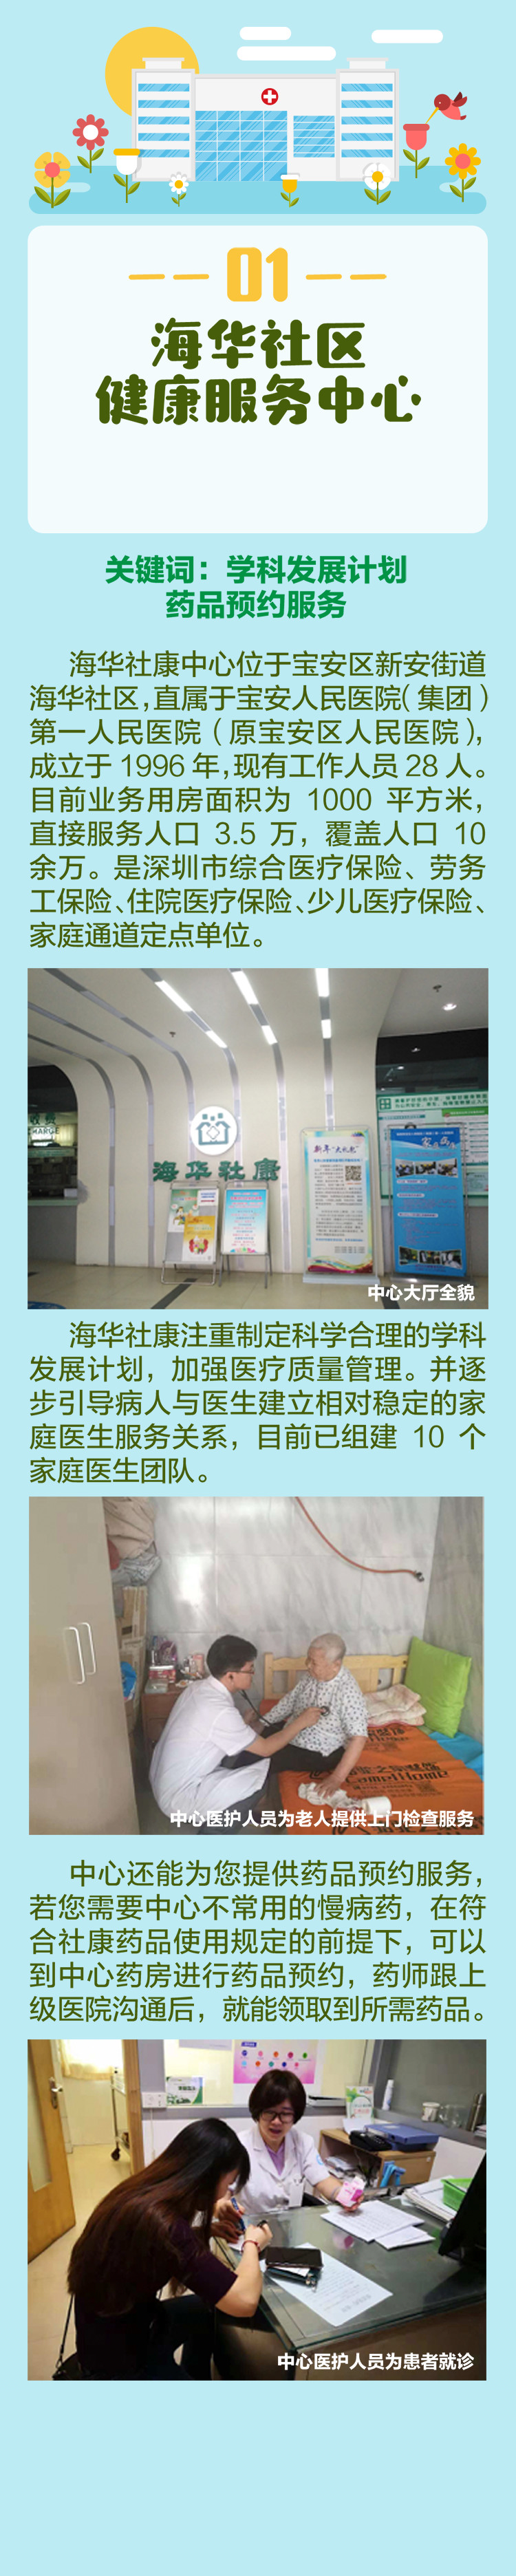 01
海华社区
健康服务中心
关键词：学科发展计划
药品预约服务
海华社康中心位于宝安区新安街道
海华社区，直属于宝安人民医院（集团）
第一人民医院（原宝安区人民医院），
成立于 1996 年，现有工作人员 28 人。
目前业务用房面积为 1000 平方米，
直接服务人口 3.5 万，覆盖人口 10
余万。是深圳市综合医疗保险、劳务
工保险、住院医疗保险、少儿医疗保险、
家庭通道定点单位。
海华社康
新年“大礼包”
中心大厅全貌
海华社康注重制定科学合理的学科
发展计划，加强医疗质量管理。并逐
步引导病人与医生建立相对稳定的家
庭医生服务关系，目前已组建 10 个
家庭医生团队。
中心医护人员为老人提供上门检查服务
中心还能为您提供药品预约服务，
若您需要中心不常用的慢病药，在符
合社康药品使用规定的前提下，可以
到中心药房进行药品预约，药师跟上
级医院沟通后，就能领取到所需药品。
中心医护人员为患者就诊